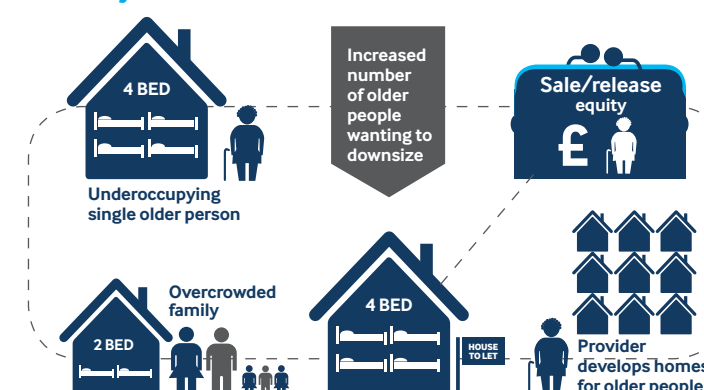 4 BED
Underoccupying
single older person
Increased
number
of older
people
wanting to
downsize
Sale/release
equity
£
Overcrowded
family
2 BED
4 BED
HOUSE
TO LET
Provider
develops homes
for older people